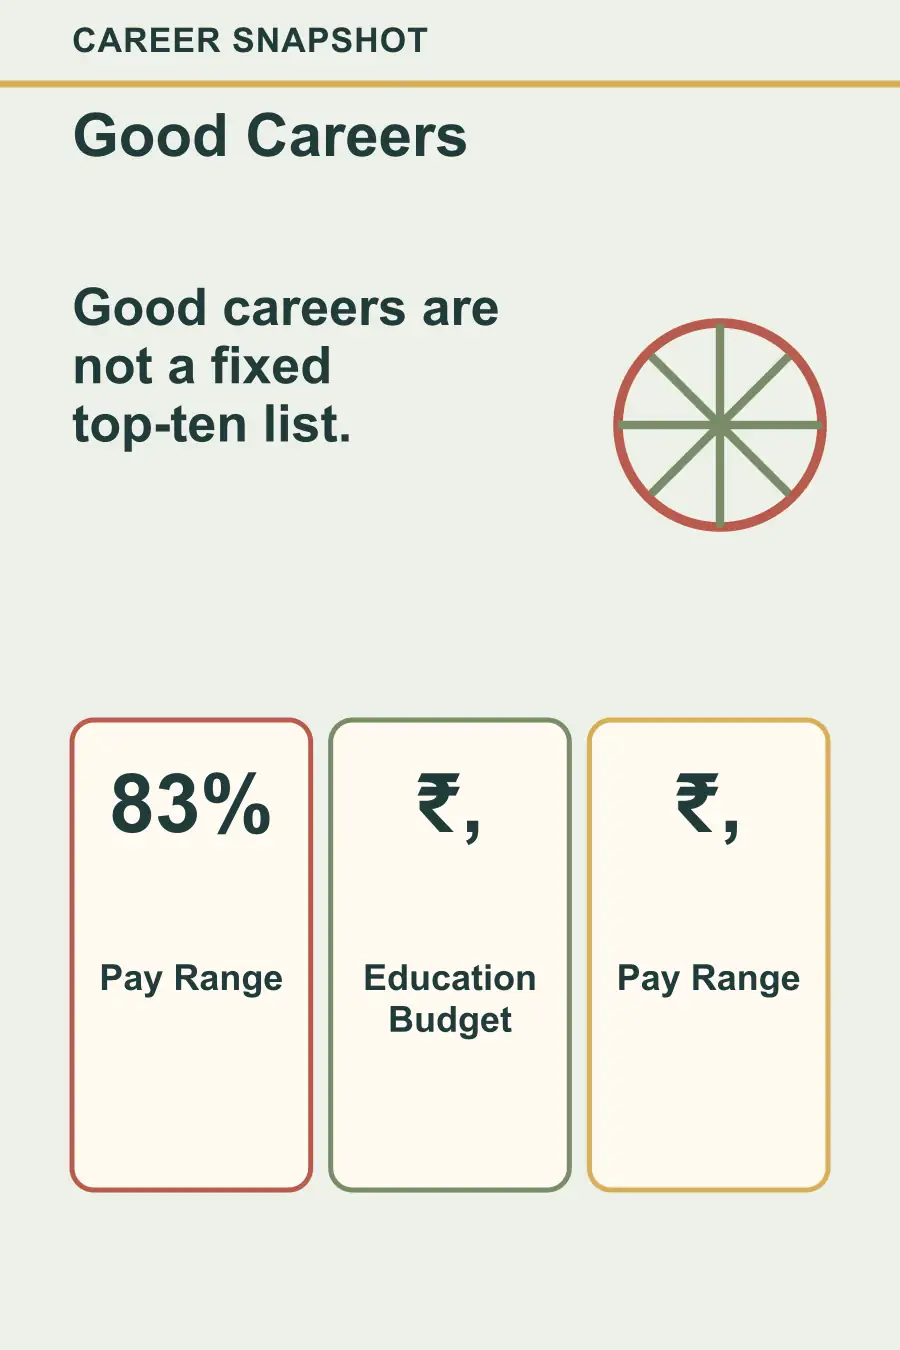 CAREER SNAPSHOT
Good Careers
Good careers are
not a fixed
top-ten list.
83%
Pay Range
₹,
Education
Budget
₹,
Pay Range